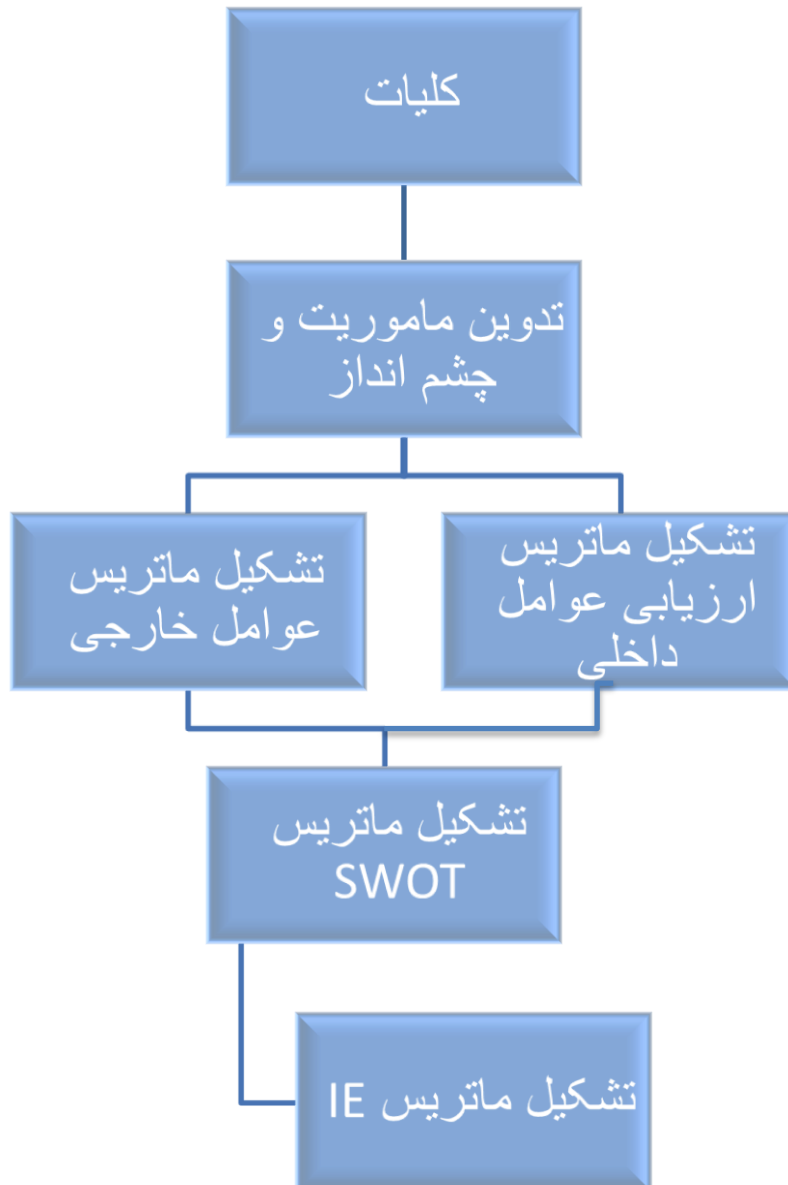 کلیات
تدوین ماموریت و
چشم انداز
تشکیل ماتریس
ارزیابی عوامل
داخلی
تشکیل ماتریس
عوامل خارجی
تشکیل ماتریس
SWOT
تشکیل ماتریس IE